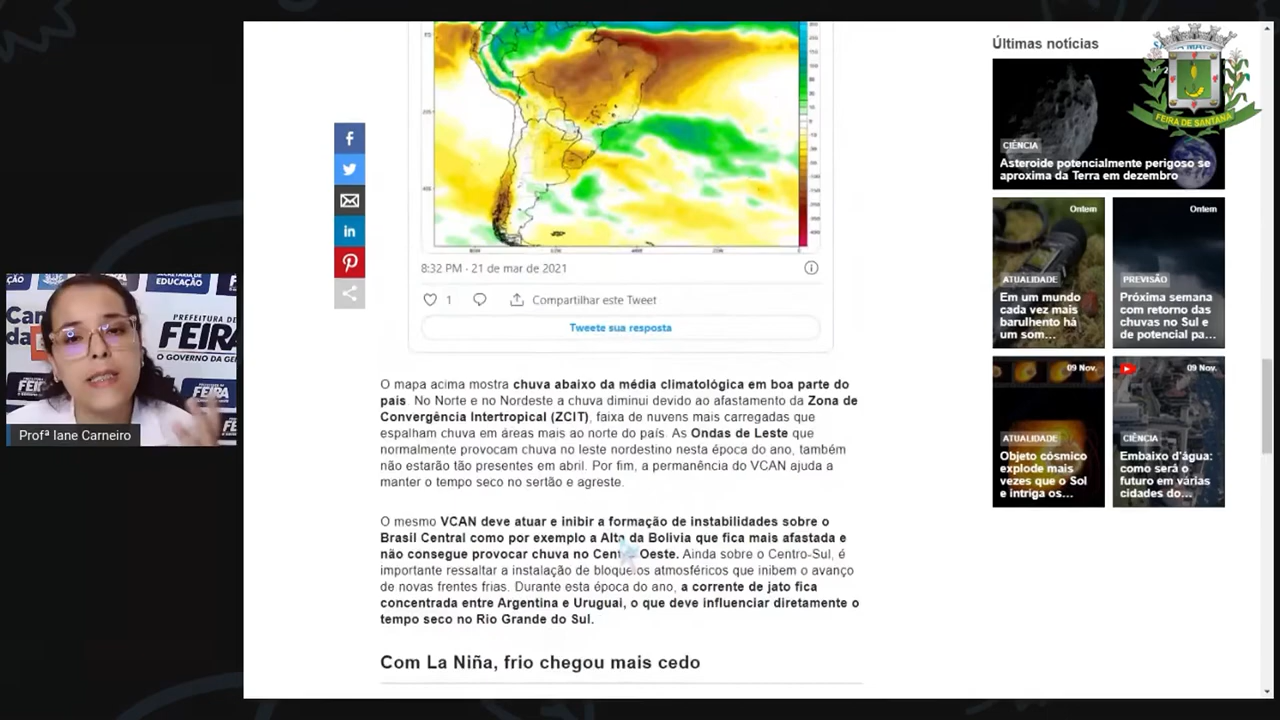 8:32 PM - 21 de mar de 2021
1
Compartilhar este Tweet
Tweete sua resposta
O mapa acima mostra chuva abaixo da média climatológica em boa parte do
país. No Norte e no Nordeste a chuva diminui devido ao afastamento da Zona de
Convergência Intertropical (ZCIT), faixa de nuvens mais carregadas que
espalham chuva em áreas mais ao norte do país. As Ondas de Leste que
normalmente provocam chuva no leste nordestino nesta época do ano, também
não estarão tão presentes em abril. Por fim, a permanência do VCAN ajuda a
manter o tempo seco no sertão e agreste.
O mesmo VCAN deve atuar e inibir a formação de instabilidades sobre o
Brasil Central como por exemplo a Alta da Bolivia que fica mais afastada e
não consegue provocar chuva no Centro Oeste. Ainda sobre o Centro-Sul, é
importante ressaltar a instalação de bloqueios atmosféricos que inibem o avanço
de novas frentes frias. Durante esta época do ano, a corrente de jato fica
concentrada entre Argentina e Uruguai, o que deve influenciar diretamente o
tempo seco no Rio Grande do Sul.
Com La Niña, frio chegou mais cedo
Últimas notícias
FEIRA DE SANTANA
CIÊNCIA
Asteroide potencialmente perigoso se
aproxima da Terra em dezembro
Ontem
ATUALIDADE
Em um mundo
cada vez mais
barulhento há
um som…
Ontem
PREVISÃO
Próxima semana
com retorno das
chuvas no Sul e
de potencial pa…
09 Nov.
ATUALIDADE
Objeto cósmico
explode mais
vezes que o Sol
e intriga os…
09 Nov.
CIÊNCIA
Embaixo d'água:
como será o
futuro em várias
cidades do…
SECRETARIA DE
EDUCAÇÃO
PREFEITURA DE
FEIRA
O GOVERNO DA
FEIRA
Profª Iane Carneiro